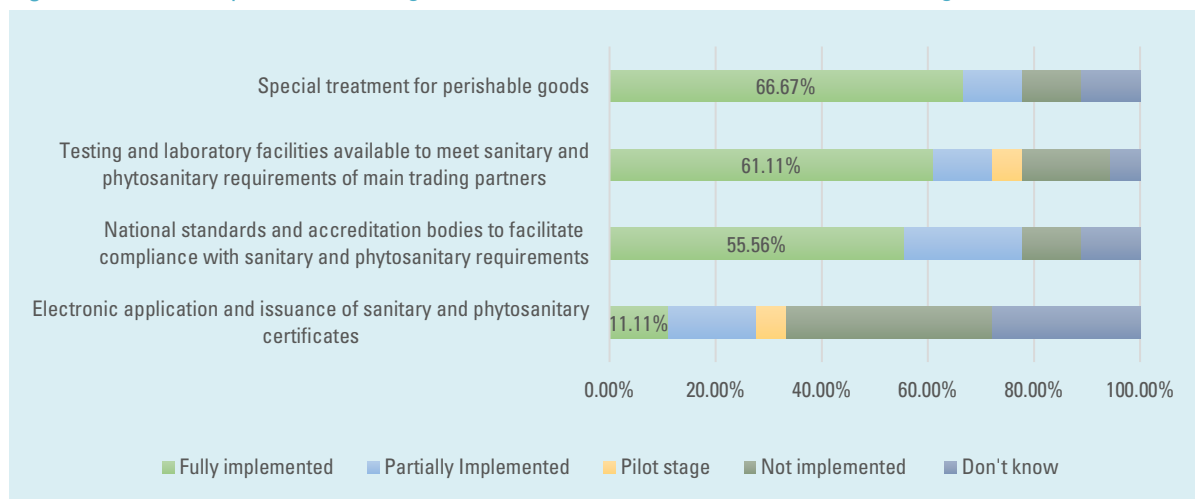 Special treatment for perishable goods
66.67%
Testing and laboratory facilities available to meet sanitary and
phytosanitary requirements of main trading partners
61.11%
National standards and accreditation bodies to facilitate
compliance with sanitary and phytosanitary requirements
55.56%
Electronic application and issuance of sanitary and phytosanitary
certificates
11.11%
0.00% 20.00% 40.00% 60.00% 80.00% 100.00%
Fully implemented Partially Implemented Pilot stage Not implemented Don't know